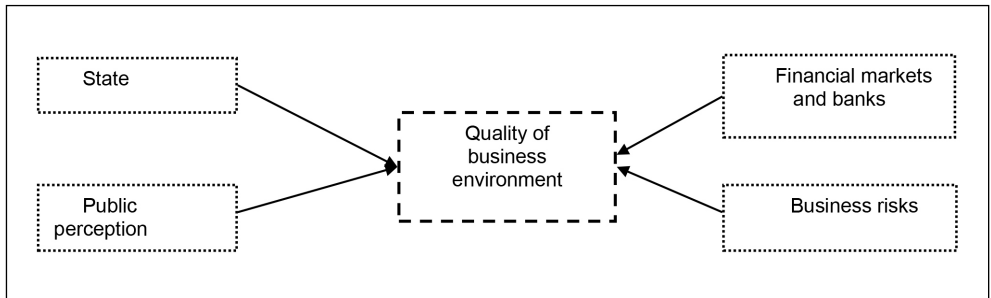 State
Public
perception
Quality of
business
environment
Financial markets
and banks
Business risks